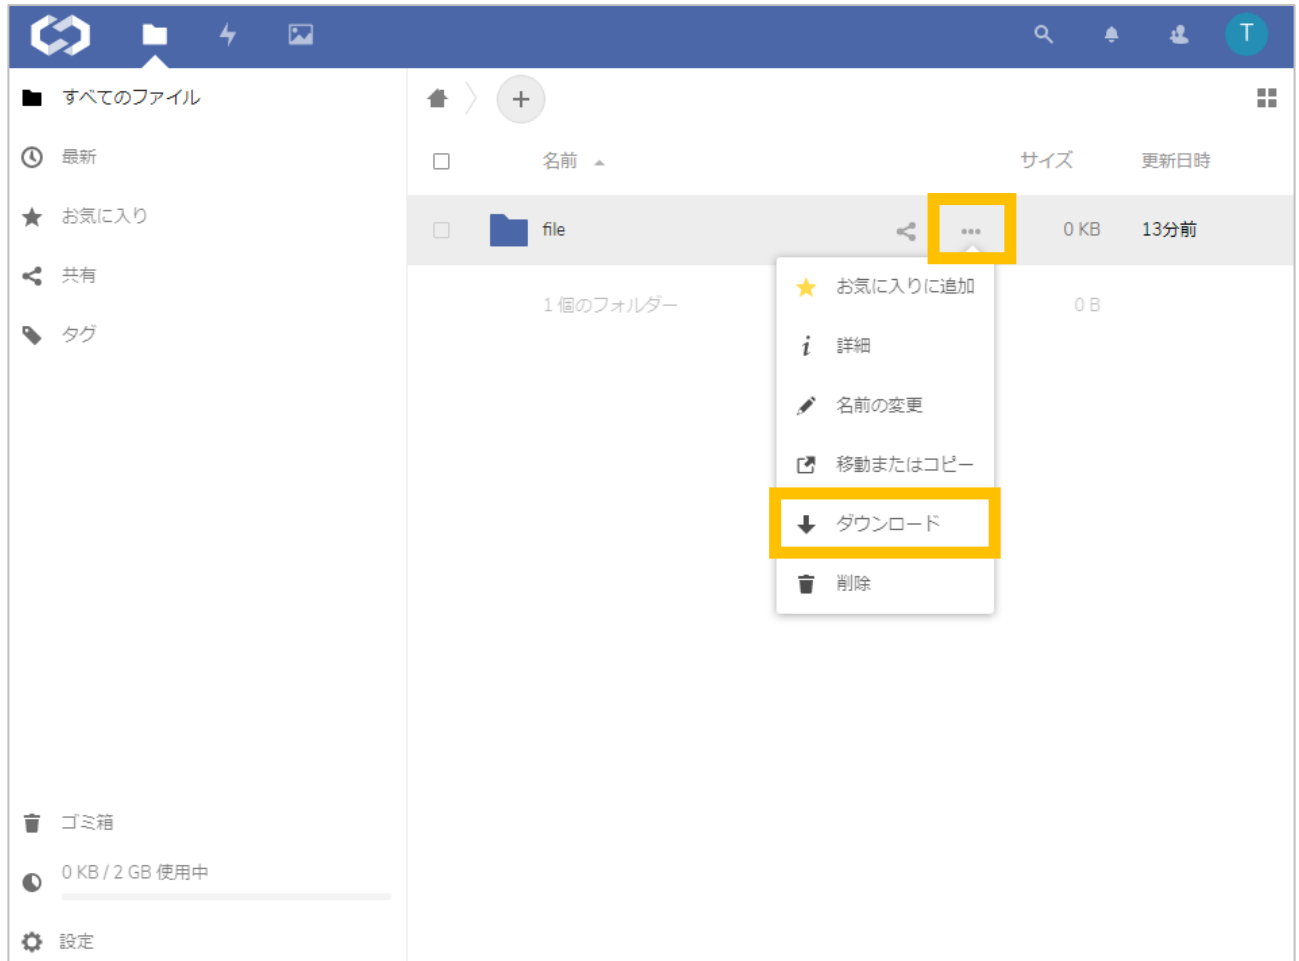 T
すべてのファイル
最新
お気に入り
共有
タグ
名前
サイズ
更新日時
file
0 KB
13分前
1 個のフォルダー
0 B
お気に入りに追加
詳細
名前の変更
移動またはコピー
ダウンロード
削除
ゴミ箱
0 KB / 2 GB 使用中
設定